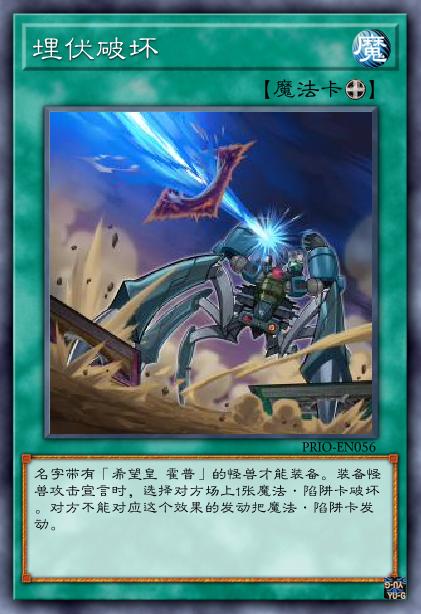 埋伏破坏
魔
【魔法卡】
PRIO-EN056
名字带有「希望皇 霍普」的怪兽才能装备。装备怪
兽攻击宣言时，选择对方场上1张魔法·陷阱卡破坏
。对方不能对应这个效果的发动把魔法·陷阱卡发
动。